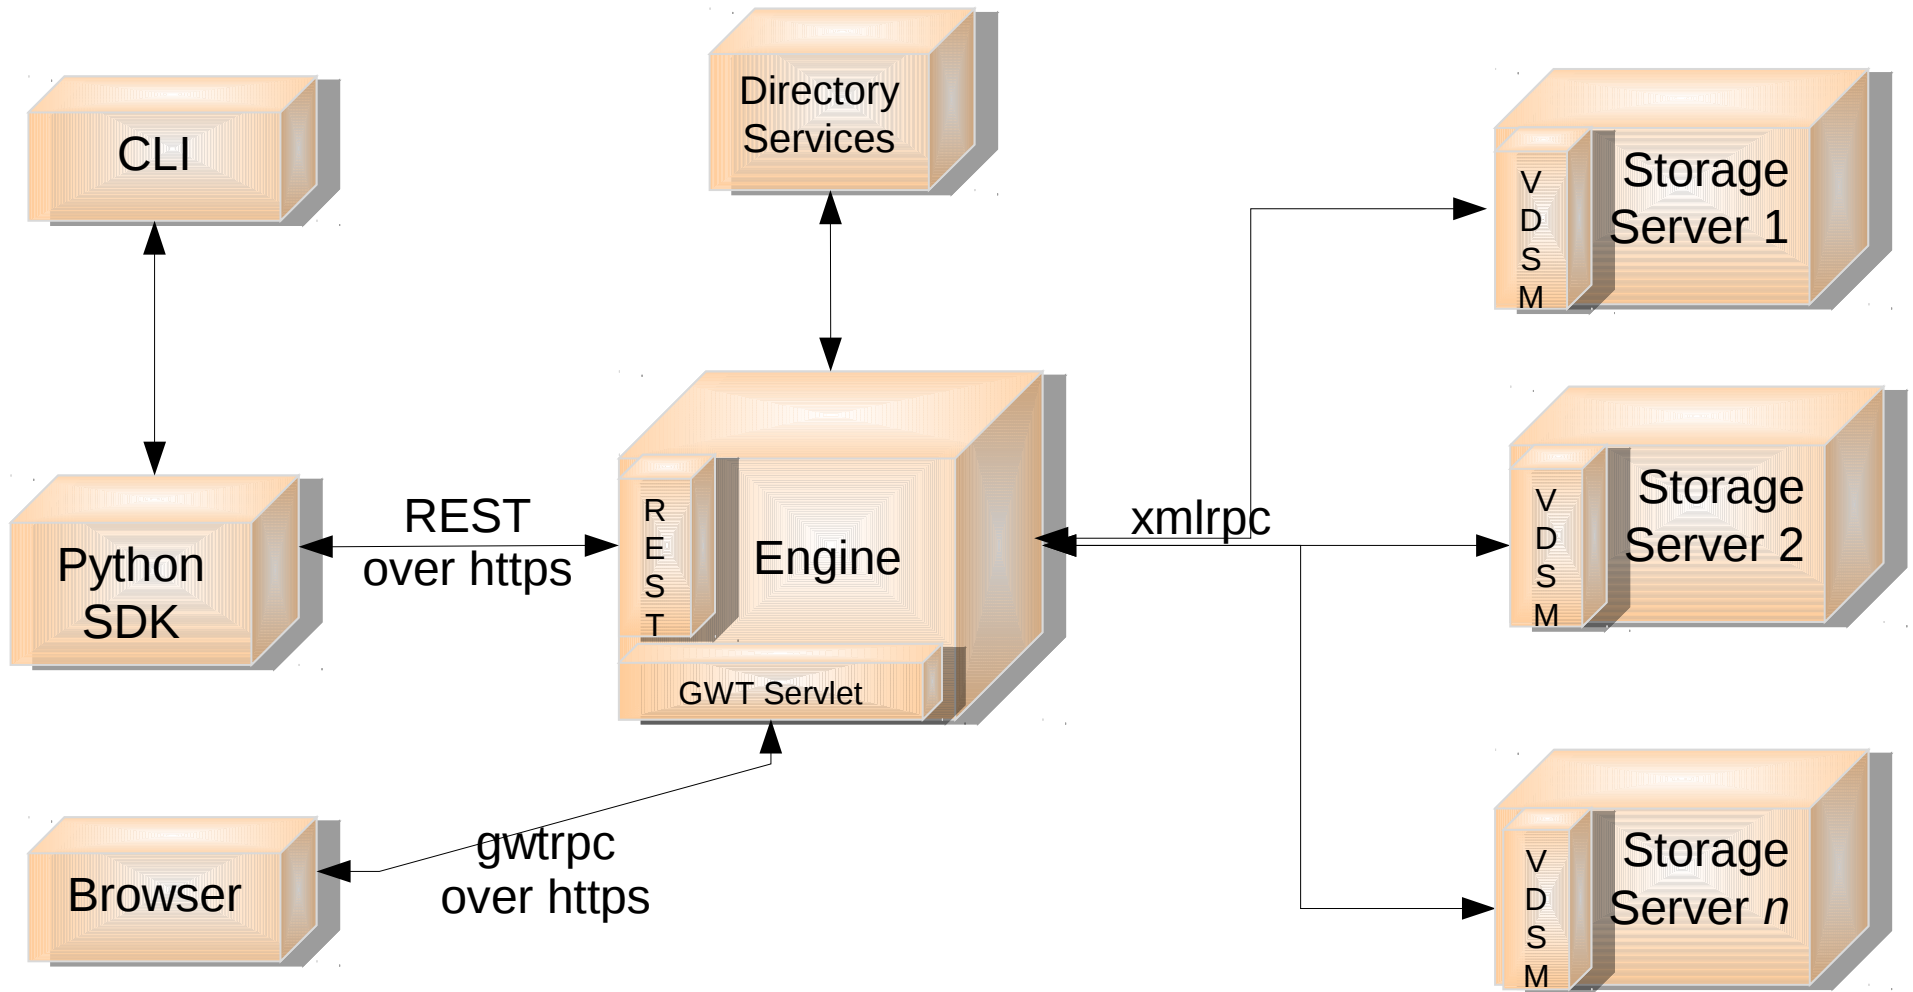 Directory
Services
CLI
Storage
Server 1
V
D
S
M
Storage
Server 2
V
D
S
M
REST
over https
Python
SDK
R
E
S
T
Engine
xmlrpc
GWT Servlet
gwtrpc
over https
Browser
Storage
Server n
V
D
S
M